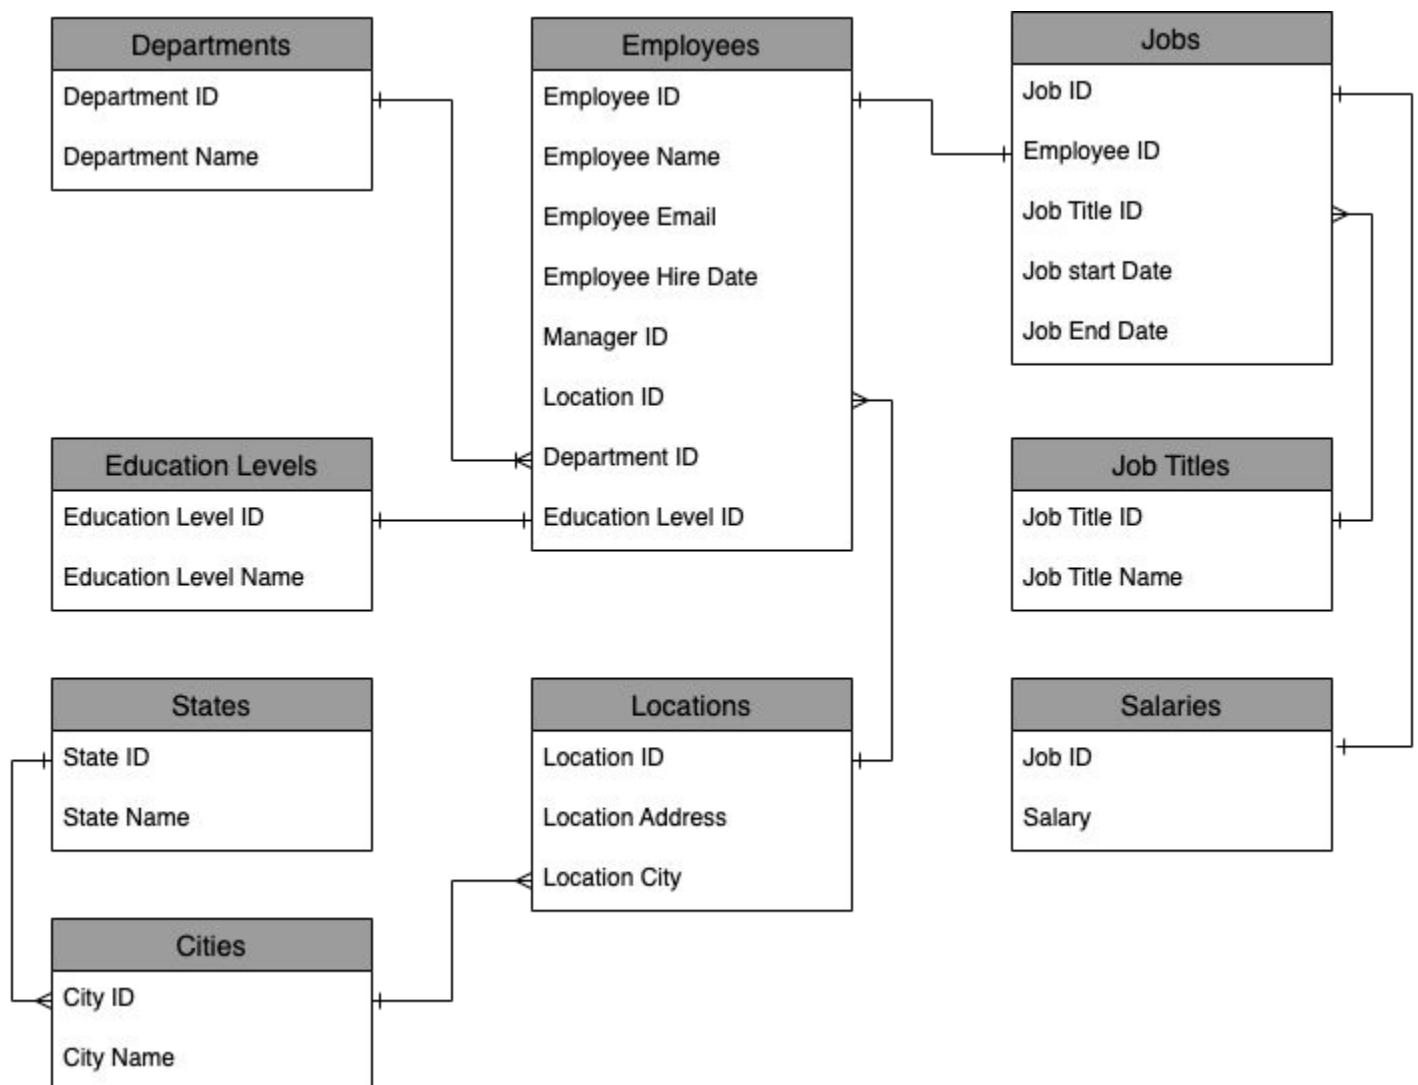 Departments
Department ID
Department Name
Employees
Employee ID
Employee Name
Employee Email
Employee Hire Date
Manager ID
Location ID
Department ID
Education Level ID
Jobs
Job ID
Employee ID
Job Title ID
Job start Date
Job End Date
Education Levels
Education Level ID
Education Level Name
Job Titles
Job Title ID
Job Title Name
States
State ID
State Name
Locations
Location ID
Location Address
Location City
Salaries
Job ID
Salary
Cities
City ID
City Name